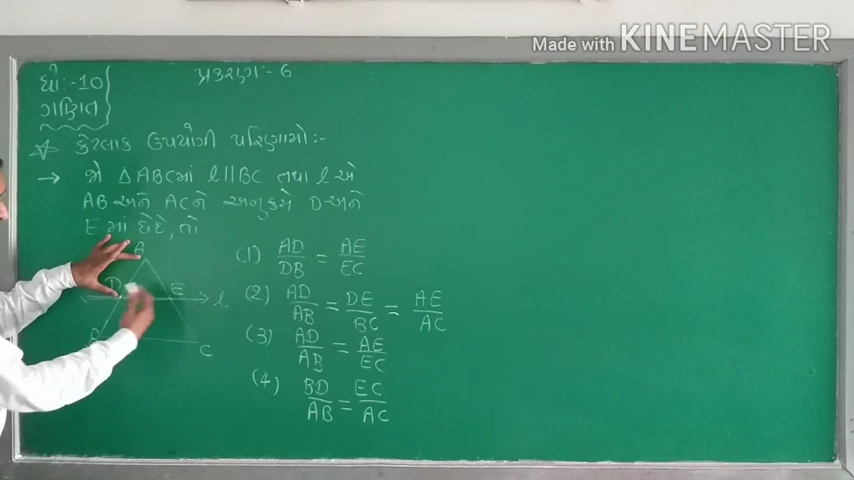 Made with KINEMASTER
ધો:-10
ગણિત
પ્રકરણ:- 6
કેટલાક ઉપયોગી પરિણામો:-
→ જો △ABCમાં l||BC તથા l એ
AB અને ACને અનુક્રમે D અને
E માં છેદે, તો
A
D E l
B C
(1) AD/DB = AE/EC
(2) AD/AB = DE/BC = AE/AC
(3) AD/AB = AE/EC
(4) BD/AB = EC/AC